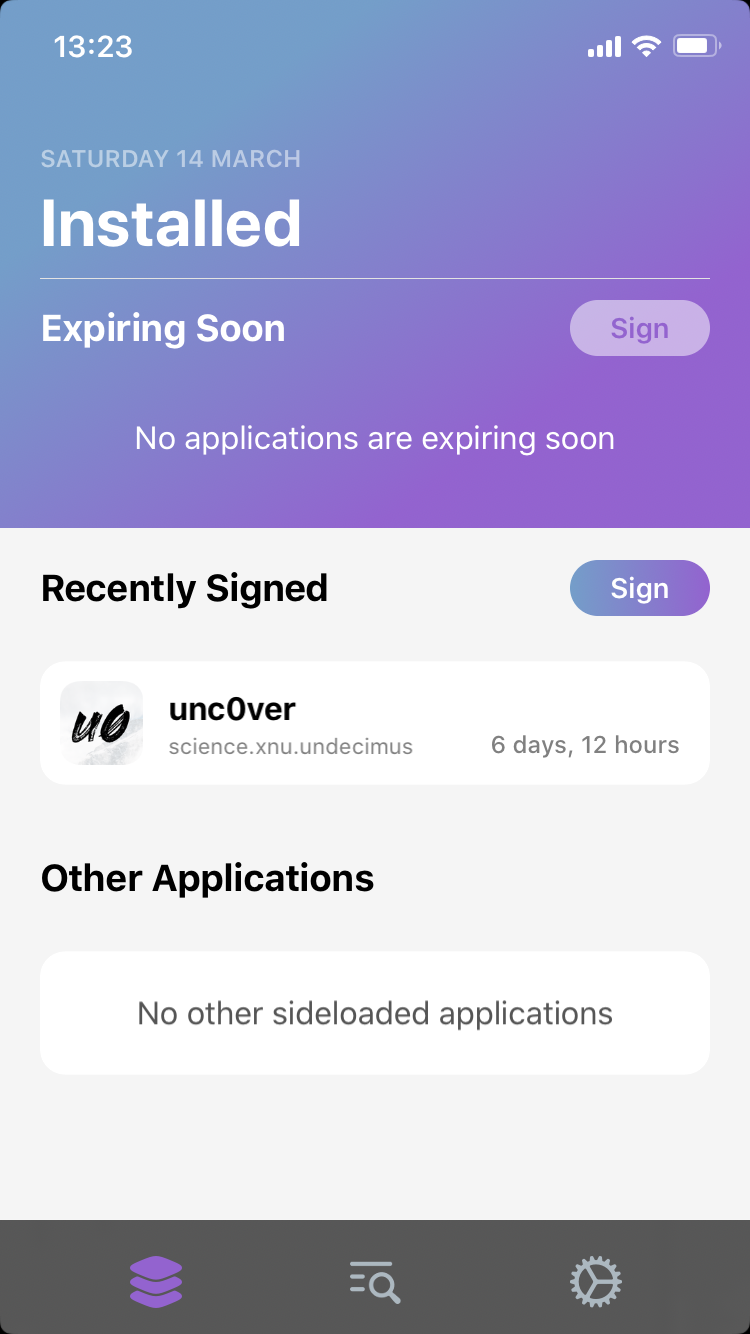 13:23
SATURDAY 14 MARCH
Installed
Expiring Soon
Sign
No applications are expiring soon
Recently Signed
Sign
u0
unc0ver
science.xnu.undecimus
6 days, 12 hours
Other Applications
No other sideloaded applications